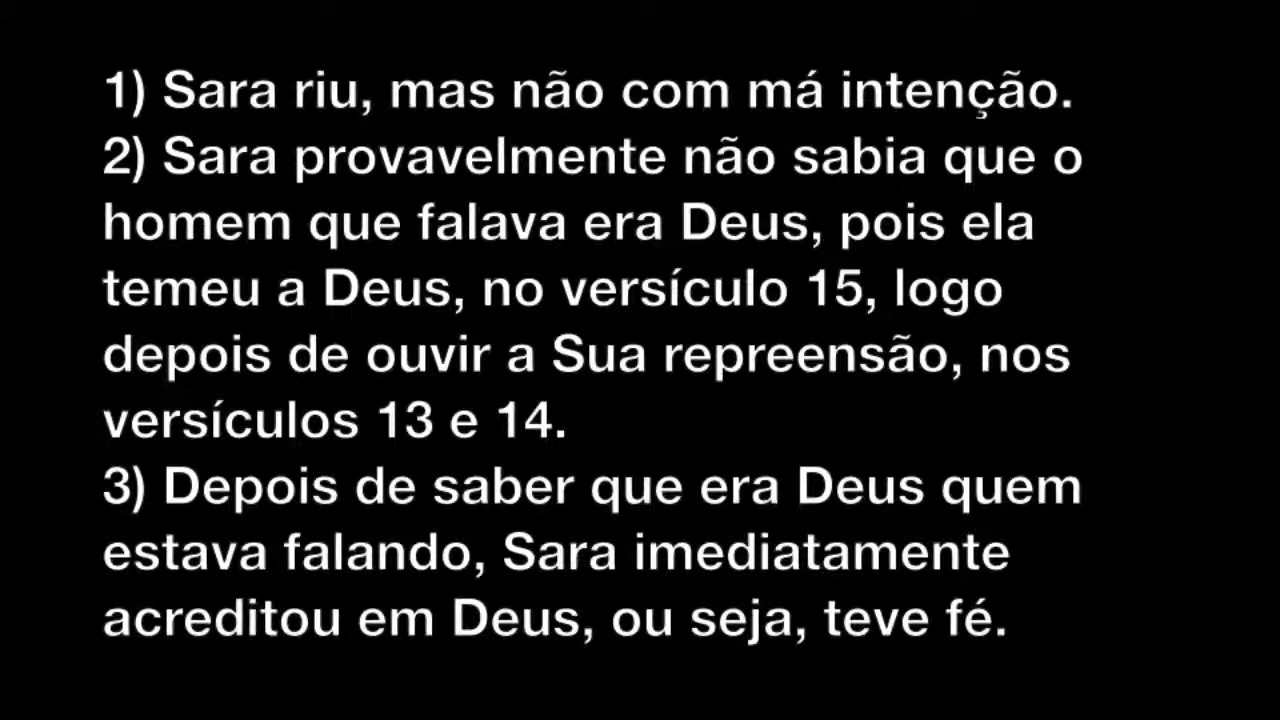 1) Sara riu, mas não com má intenção.
2) Sara provavelmente não sabia que o
homem que falava era Deus, pois ela
temeu a Deus, no versículo 15, logo
depois de ouvir a Sua repreensão, nos
versículos 13 e 14.
3) Depois de saber que era Deus quem
estava falando, Sara imediatamente
acreditou em Deus, ou seja, teve fé.